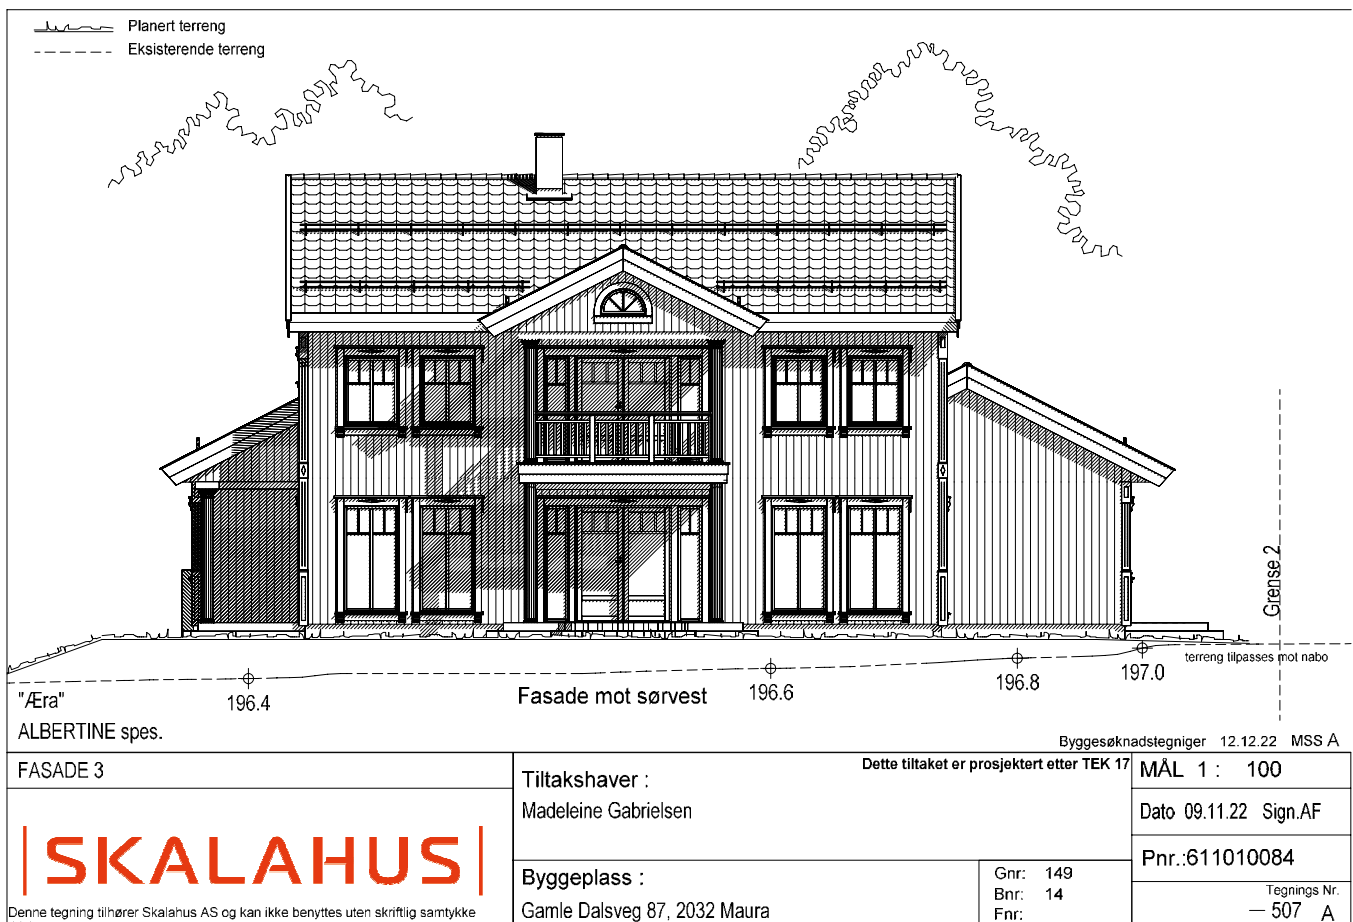 Planert terreng
Eksisterende terreng
Grense 2
terreng tilpasses mot nabo
196.4
196.6
196.8
197.0
"Æra"
Fasade mot sørvest
ALBERTINE spes.
Byggesøknadstegniger 12.12.22 MSS A
FASADE 3
SKALAHUS
Denne tegning tilhører Skalahus AS og kan ikke benyttes uten skriftlig samtykke
Dette tiltaket er prosjektert etter TEK 17
Tiltakshaver :
Madeleine Gabrielsen
Byggeplass :
Gamle Dalsveg 87, 2032 Maura
Gnr: 149
Bnr: 14
Fnr:
MÅL 1 : 100
Dato 09.11.22 Sign.AF
Pnr.:611010084
Tegnings Nr.
— 507 A